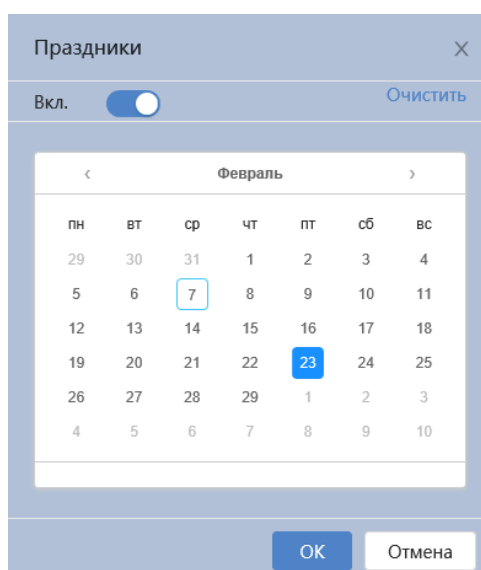 Праздники X
Вкл. Очистить
‹ Февраль ›
пн вт ср чт пт сб вс
29 30 31 1 2 3 4
5 6 7 8 9 10 11
12 13 14 15 16 17 18
19 20 21 22 23 24 25
26 27 28 29 1 2 3
4 5 6 7 8 9 10
OK Отмена